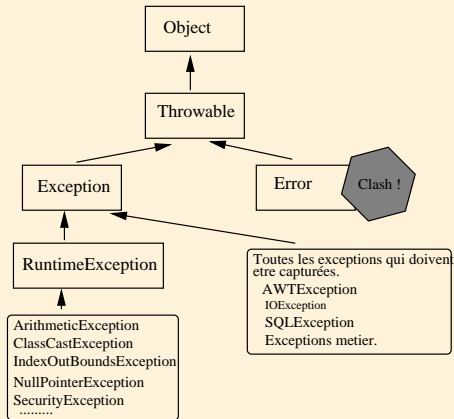 Object
Throwable
Exception
Error
Clash !
RuntimeException
Toutes les exceptions qui doivent
etre capturées.
AWTException
IOException
SQLException
Exceptions metier.
ArithmeticException
ClassCastException
IndexOutBoundsException
NullPointerException
SecurityException
.........